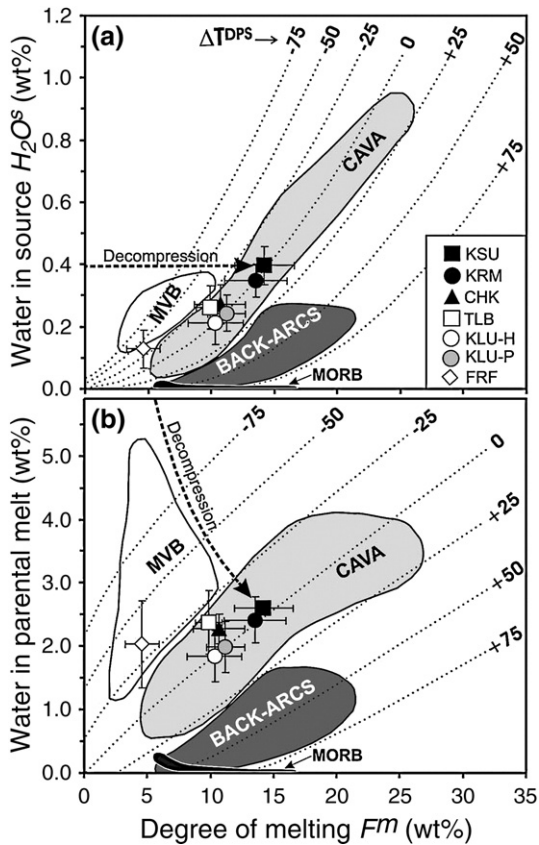 (a)
ΔTDPS → -75 -50 -25 0 +25 +50 +75
1.2
1.0
0.8
0.6
0.4
0.2
0.0
Water in source H2Os (wt%)
CAVA
Decompression
MVB
BACK-ARCS
MORB
KSU
KRM
CHK
TLB
KLU-H
KLU-P
FRF
(b)
-75 -50 -25 0 +25 +50 +75
5.0
4.0
3.0
2.0
1.0
0.0
Water in parental melt (wt%)
Decompression
MVB
CAVA
BACK-ARCS
MORB
0 5 10 15 20 25 30 35
Degree of melting Fm (wt%)